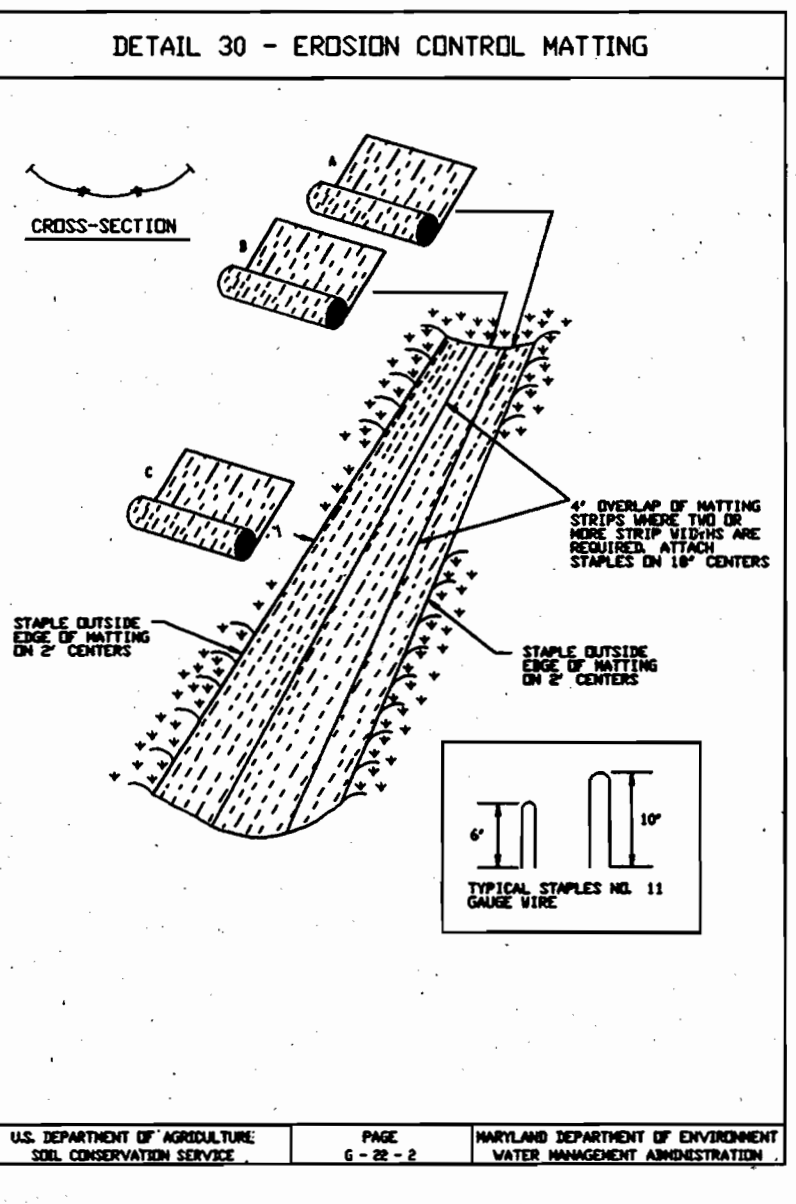 DETAIL 30 - EROSION CONTROL MATTING
CROSS-SECTION
A
B
C
4" OVERLAP OF MATTING
STRIPS WHERE TWO OR
MORE STRIP WIDTHS ARE
REQUIRED. ATTACH
STAPLES ON 18" CENTERS
STAPLE OUTSIDE
EDGE OF MATTING
ON 2' CENTERS
STAPLE OUTSIDE
EDGE OF MATTING
ON 2' CENTERS
6"
10"
TYPICAL STAPLES NO. 11
GAUGE WIRE
U.S. DEPARTMENT OF AGRICULTURE
SOIL CONSERVATION SERVICE
PAGE
G - 22 - 2
MARYLAND DEPARTMENT OF ENVIRONMENT
WATER MANAGEMENT ADMINISTRATION